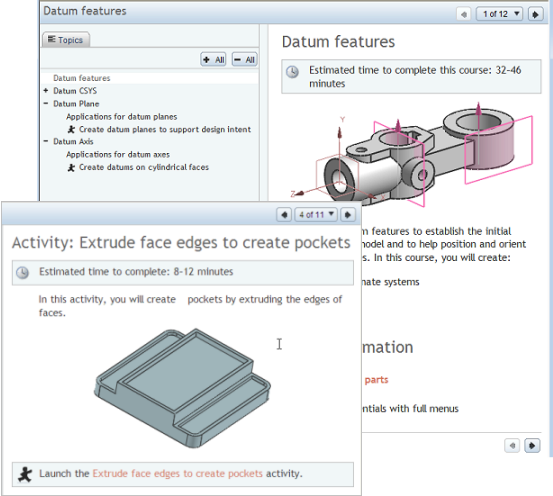 Datum features
1 of 12
Topics
+ All
− All
Datum features
+ Datum CSYS
− Datum Plane
Applications for datum planes
Create datum planes to support design intent
− Datum Axis
Applications for datum axes
Create datums on cylindrical faces
Datum features
Estimated time to complete this course: 32-46
minutes
Y
Z
m features to establish the initial
odel and to help position and orient
s. In this course, you will create:
nate systems
mation
parts
entials with full menus
4 of 11
Activity: Extrude face edges to create pockets
Estimated time to complete: 8-12 minutes
In this activity, you will create pockets by extruding the edges of
faces.
Launch the Extrude face edges to create pockets activity.